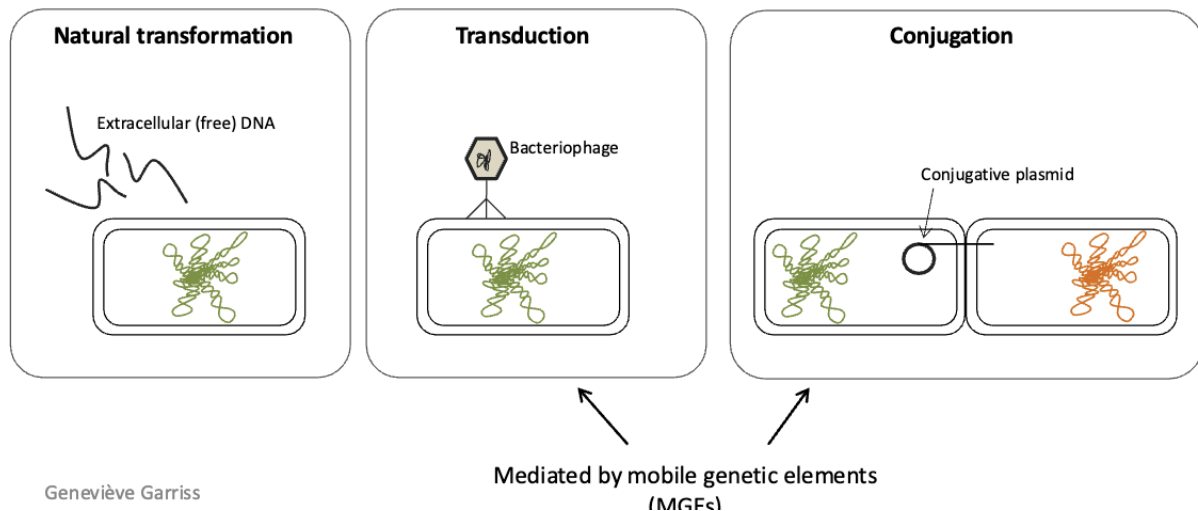 Natural transformation
Extracellular (free) DNA
Transduction
Bacteriophage
Conjugation
Conjugative plasmid
Mediated by mobile genetic elements
(MGEs)
Geneviève Garriss